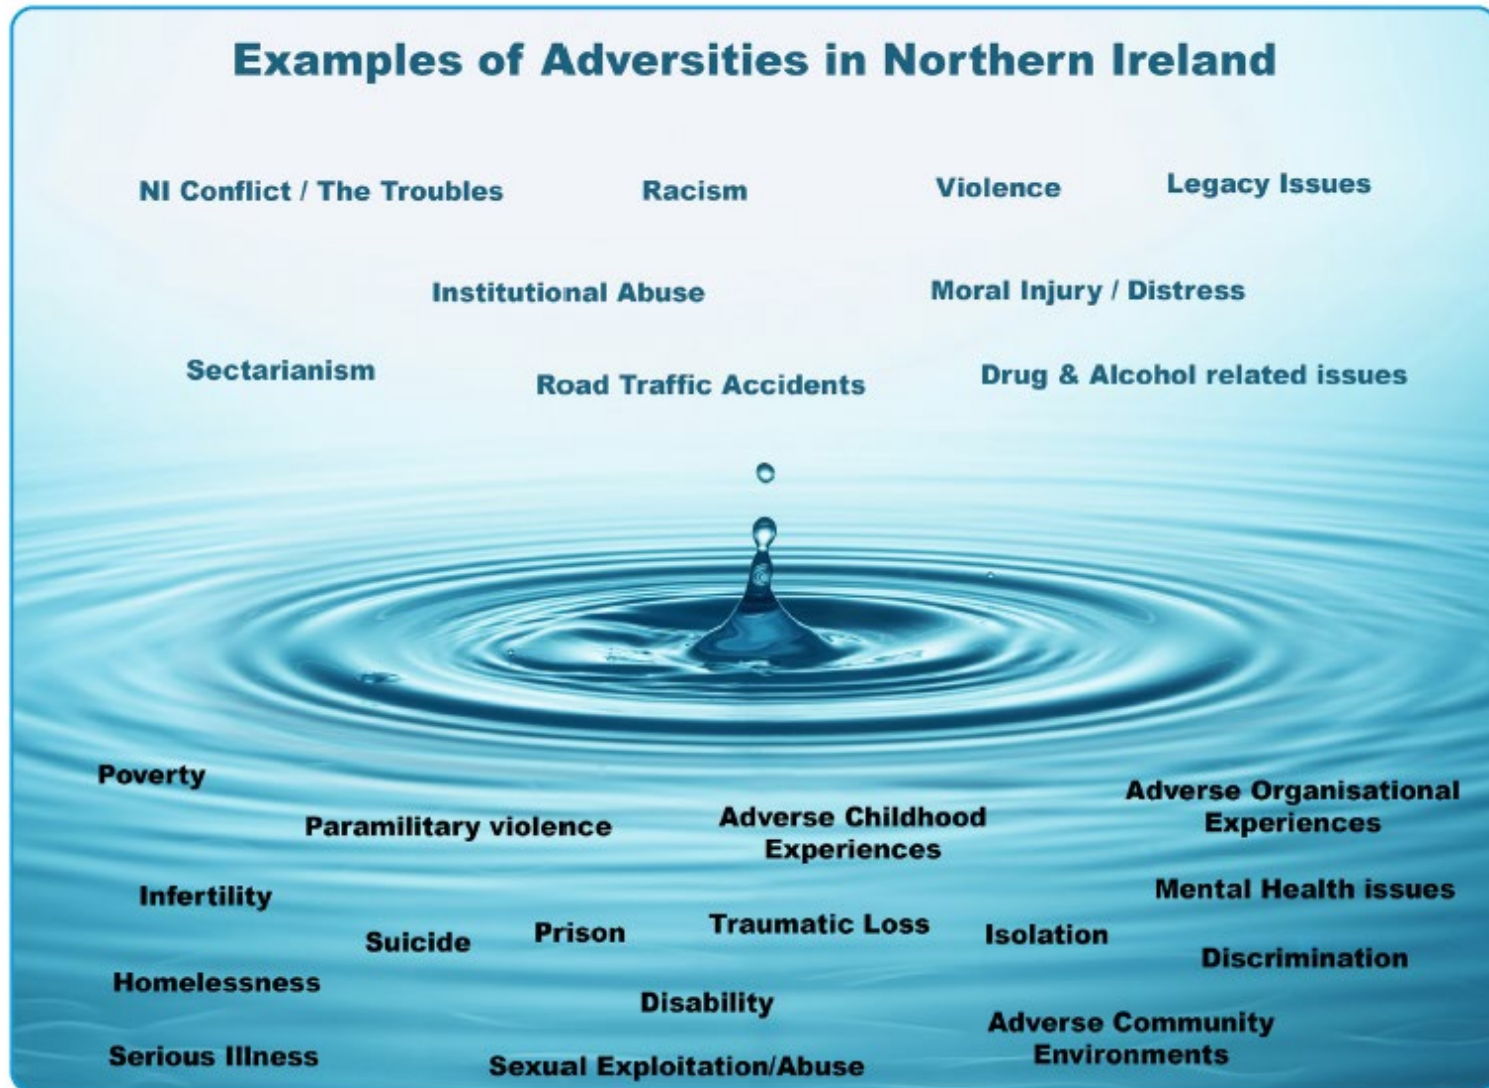 Examples of Adversities in Northern Ireland
NI Conflict / The Troubles
Racism
Violence
Legacy Issues
Institutional Abuse
Moral Injury / Distress
Sectarianism
Road Traffic Accidents
Drug & Alcohol related issues
Poverty
Paramilitary violence
Adverse Childhood
Experiences
Adverse Organisational
Experiences
Infertility
Mental Health issues
Suicide
Prison
Traumatic Loss
Isolation
Discrimination
Homelessness
Disability
Adverse Community
Environments
Serious Illness
Sexual Exploitation/Abuse